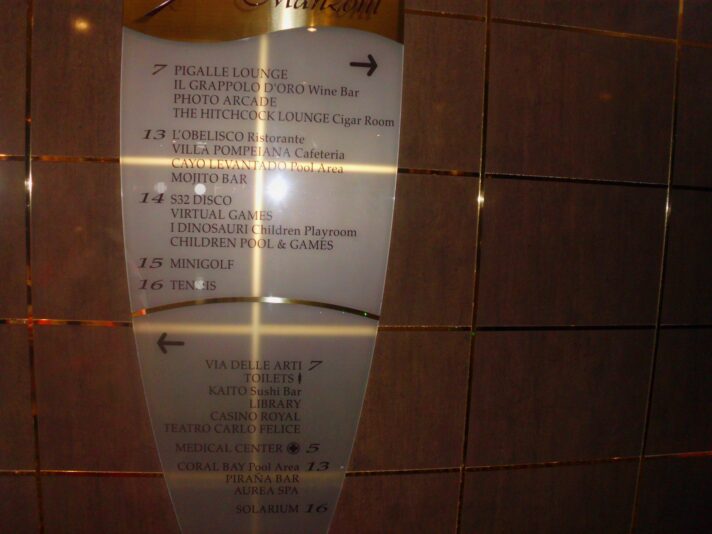 Manzoni
→
7 PIGALLE LOUNGE
IL GRAPPOLO D'ORO Wine Bar
PHOTO ARCADE
THE HITCHCOCK LOUNGE Cigar Room
13 L'OBELISCO Ristorante
VILLA POMPEIANA Cafeteria
CAYO LEVANTADO Pool Area
MOJITO BAR
14 S32 DISCO
VIRTUAL GAMES
I DINOSAURI Children Playroom
CHILDREN POOL & GAMES
15 MINIGOLF
16 TENNIS
←
VIA DELLE ARTI 7
TOILETS
KAITO Sushi Bar
LIBRARY
CASINO ROYAL
TEATRO CARLO FELICE
MEDICAL CENTER 5
CORAL BAY Pool Area 13
PIRAÑA BAR
AUREA SPA
SOLARIUM 16